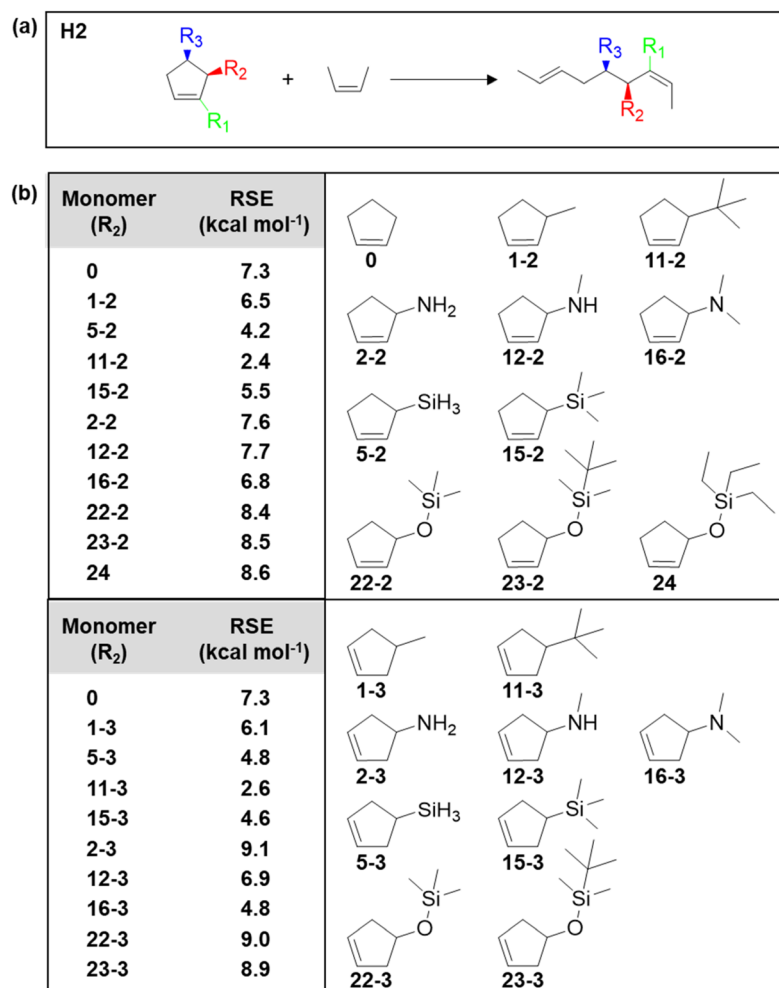 (a) H2
R3
R2
R1
+
R3
R1
R2
(b) Monomer (R2) RSE (kcal mol-1)
0 7.3
1-2 6.5
5-2 4.2
11-2 2.4
15-2 5.5
2-2 7.6
12-2 7.7
16-2 6.8
22-2 8.4
23-2 8.5
24 8.6
0 1-2 11-2
NH2 NH N
2-2 12-2 16-2
SiH3 Si
5-2 15-2
Si Si Si
O O O
22-2 23-2 24
Monomer (R2) RSE (kcal mol-1)
0 7.3
1-3 6.1
5-3 4.8
11-3 2.6
15-3 4.6
2-3 9.1
12-3 6.9
16-3 4.8
22-3 9.0
23-3 8.9
1-3 11-3
NH2 NH N
2-3 12-3 16-3
SiH3 Si
5-3 15-3
Si Si
O O
22-3 23-3